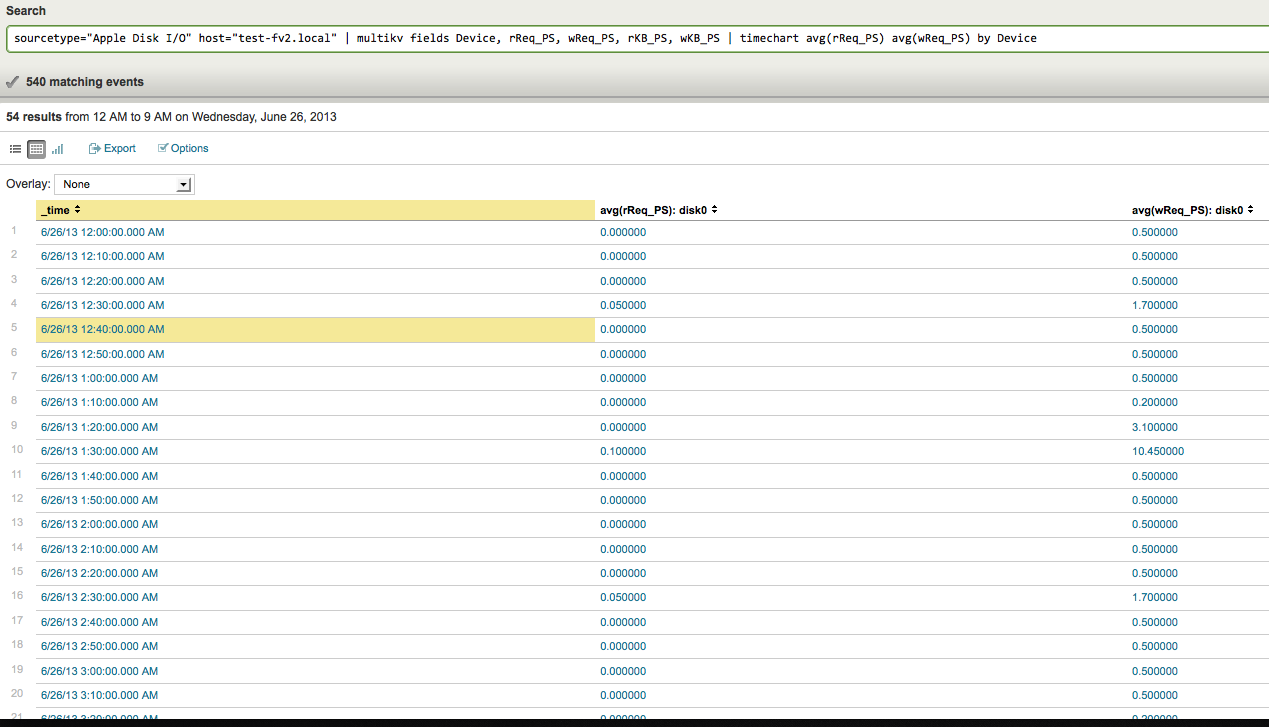 Search
sourcetype="Apple Disk I/O" host="test-fv2.local" | multikv fields Device, rReq_PS, wReq_PS, rKB_PS, wKB_PS | timechart avg(rReq_PS) avg(wReq_PS) by Device
540 matching events
54 results from 12 AM to 9 AM on Wednesday, June 26, 2013
Export Options
Overlay: None
_time avg(rReq_PS): disk0 avg(wReq_PS): disk0
1 6/26/13 12:00:00.000 AM 0.000000 0.500000
2 6/26/13 12:10:00.000 AM 0.000000 0.500000
3 6/26/13 12:20:00.000 AM 0.000000 0.500000
4 6/26/13 12:30:00.000 AM 0.050000 1.700000
5 6/26/13 12:40:00.000 AM 0.000000 0.500000
6 6/26/13 12:50:00.000 AM 0.000000 0.500000
7 6/26/13 1:00:00.000 AM 0.000000 0.500000
8 6/26/13 1:10:00.000 AM 0.000000 0.200000
9 6/26/13 1:20:00.000 AM 0.000000 3.100000
10 6/26/13 1:30:00.000 AM 0.100000 10.450000
11 6/26/13 1:40:00.000 AM 0.000000 0.500000
12 6/26/13 1:50:00.000 AM 0.000000 0.500000
13 6/26/13 2:00:00.000 AM 0.000000 0.500000
14 6/26/13 2:10:00.000 AM 0.000000 0.500000
15 6/26/13 2:20:00.000 AM 0.000000 0.500000
16 6/26/13 2:30:00.000 AM 0.050000 1.700000
17 6/26/13 2:40:00.000 AM 0.000000 0.500000
18 6/26/13 2:50:00.000 AM 0.000000 0.500000
19 6/26/13 3:00:00.000 AM 0.000000 0.500000
20 6/26/13 3:10:00.000 AM 0.000000 0.500000
21 6/26/13 3:20:00.000 AM 0.000000 0.200000